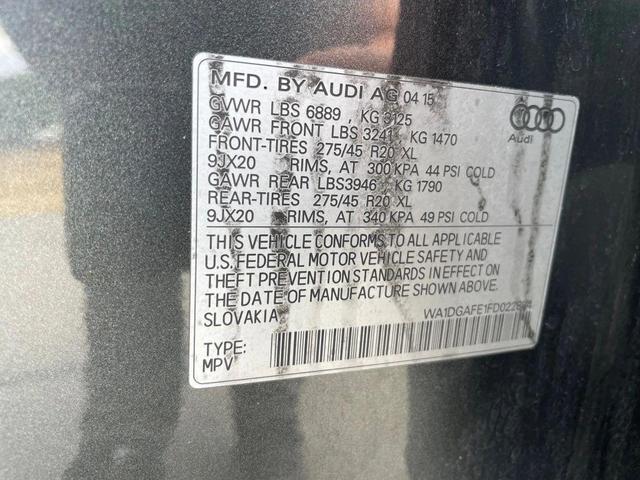 MFD. BY AUDI AG 04 15
GVWR LBS 6889 , KG 3125
GAWR FRONT LBS 3241 KG 1470
FRONT-TIRES 275/45 R20 XL
9JX20 RIMS, AT 300 KPA 44 PSI COLD
GAWR REAR LBS3946 KG 1790
REAR-TIRES 275/45 R20 XL
9JX20 RIMS, AT 340 KPA 49 PSI COLD
Audi
THIS VEHICLE CONFORMS TO ALL APPLICABLE
U.S. FEDERAL MOTOR VEHICLE SAFETY AND
THEFT PREVENTION STANDARDS IN EFFECT ON
THE DATE OF MANUFACTURE SHOWN ABOVE.
SLOVAKIA
TYPE:
MPV